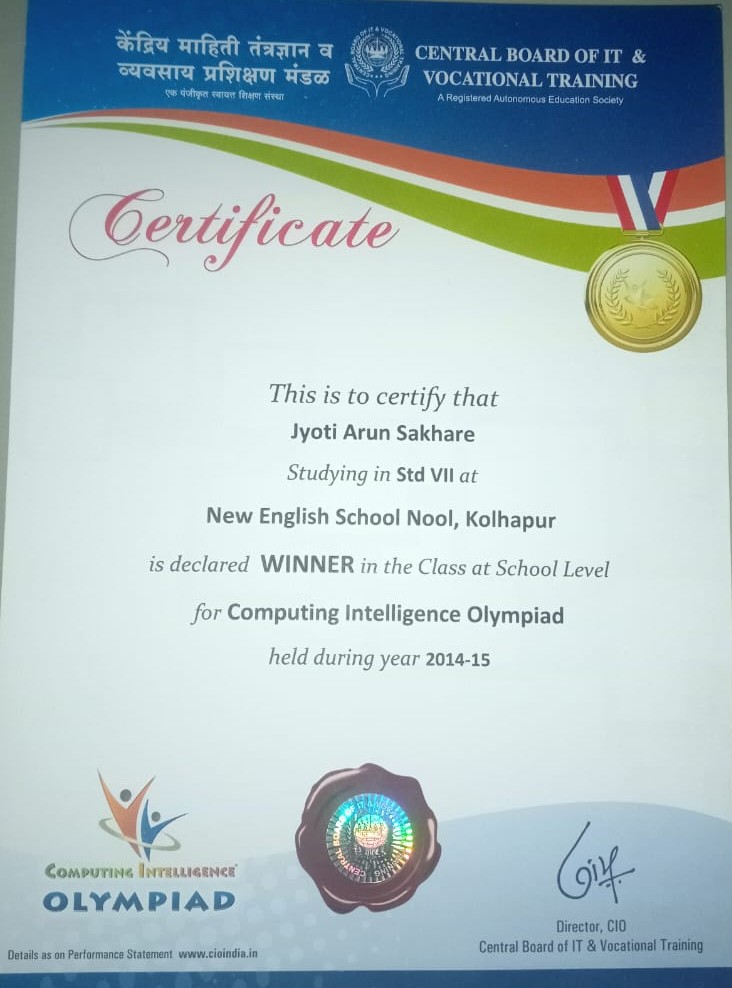 केंद्रिय माहिती तंत्रज्ञान व
व्यवसाय प्रशिक्षण मंडळ
एक पंजीकृत स्वायत्त शिक्षण संस्था
CENTRAL BOARD OF IT &
VOCATIONAL TRAINING
A Registered Autonomous Education Society
Certificate
This is to certify that
Jyoti Arun Sakhare
Studying in Std VII at
New English School Nool, Kolhapur
is declared WINNER in the Class at School Level
for Computing Intelligence Olympiad
held during year 2014-15
COMPUTING INTELLIGENCE
OLYMPIAD
Details as on Performance Statement www.cioindia.in
Director, CIO
Central Board of IT & Vocational Training